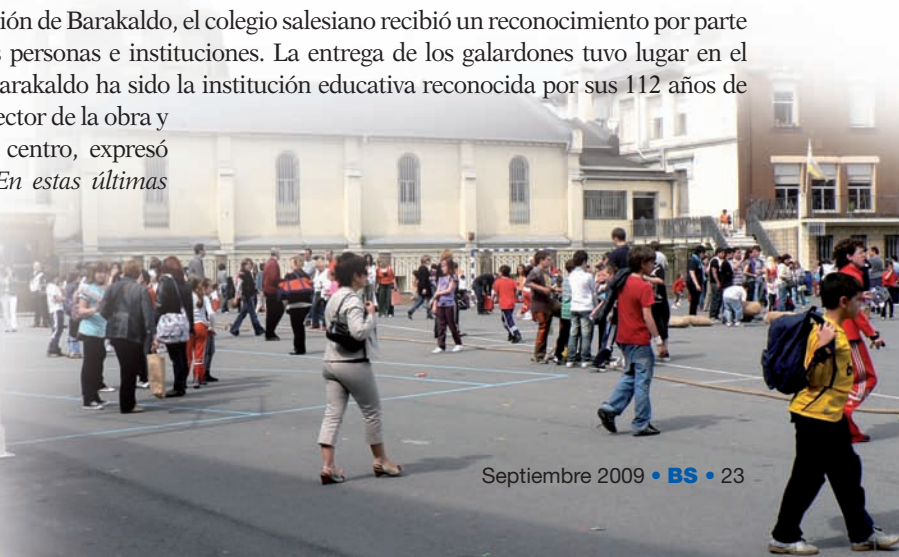 ión de Barakaldo, el colegio salesiano recibió un reconocimiento por parte
s personas e instituciones. La entrega de los galardones tuvo lugar en el
arakaldo ha sido la institución educativa reconocida por sus 112 años de
ector de la obra y
centro, expresó
En estas últimas
Septiembre 2009 • BS • 23